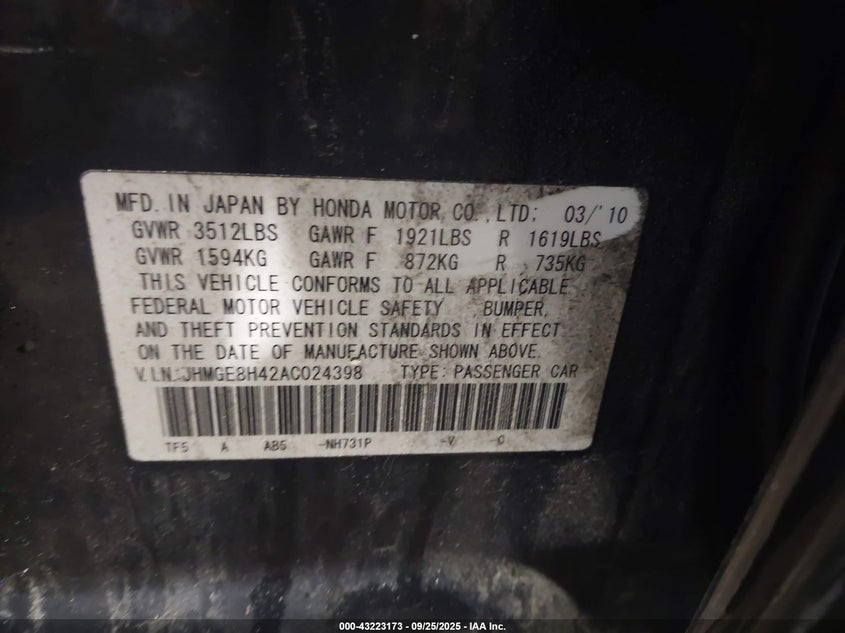 MFD. IN JAPAN BY HONDA MOTOR CO., LTD: 03/'10
GVWR 3512LBS GAWR F 1921LBS R 1619LBS
GVWR 1594KG GAWR F 872KG R 735KG
THIS VEHICLE CONFORMS TO ALL APPLICABLE
FEDERAL MOTOR VEHICLE SAFETY BUMPER,
AND THEFT PREVENTION STANDARDS IN EFFECT
ON THE DATE OF MANUFACTURE SHOWN ABOVE.
V.I.N.:JHMGE8H42AC024398 TYPE: PASSENGER CAR
TF5 A AB5 -NH731P -V -C
000-43223173 - 09/25/2025 - IAA Inc.